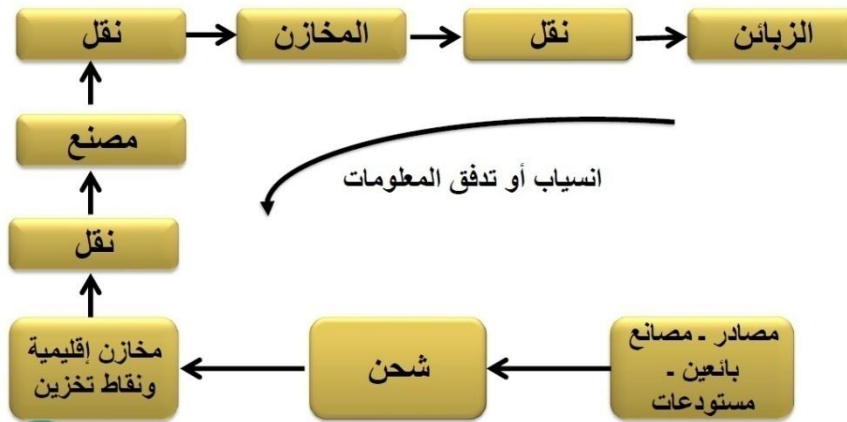 الزبائن
نقل
المخازن
نقل
مصنع
انسياب أو تدفق المعلومات
نقل
مصادر ـ مصانع
بائعين ـ
مستودعات
شحن
مخازن إقليمية
ونقاط تخزين